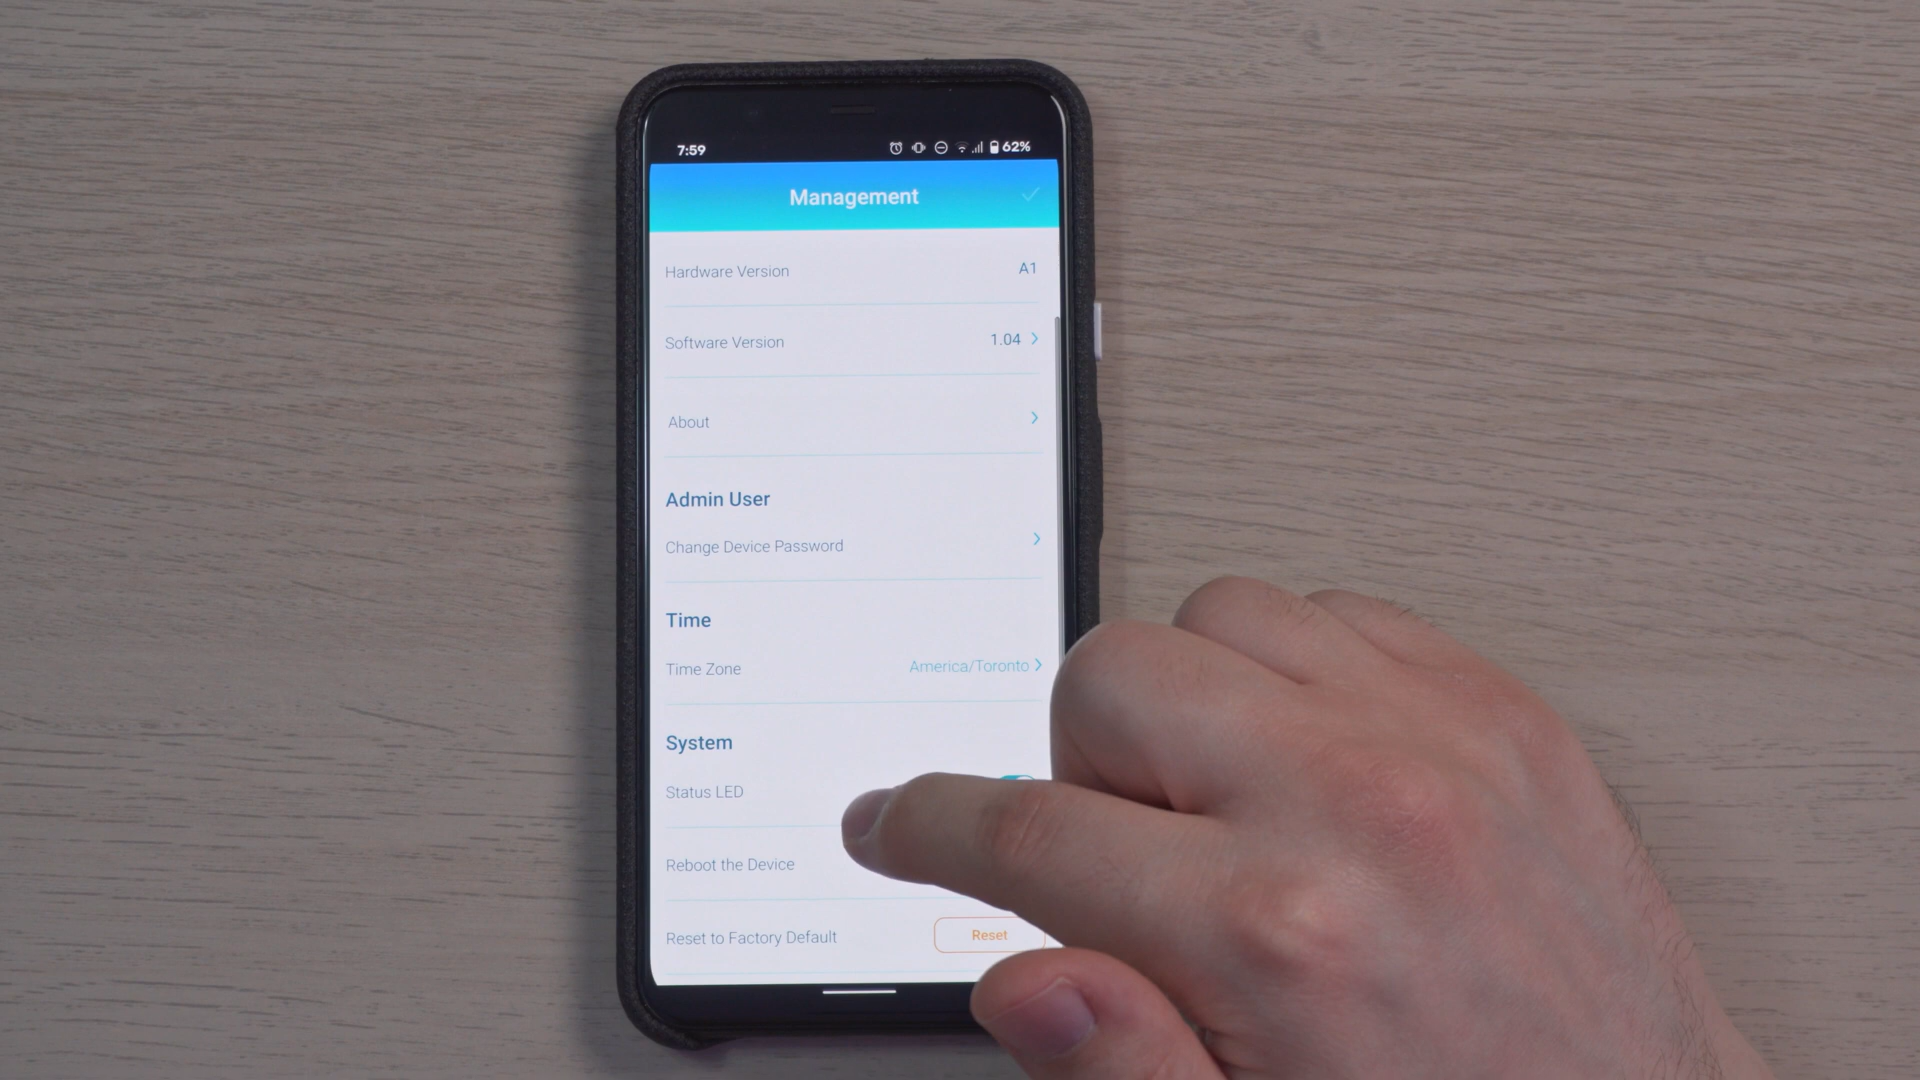 7:59 62%
Management
Hardware Version A1
Software Version 1.04
About
Admin User
Change Device Password
Time
Time Zone America/Toronto
System
Status LED
Reboot the Device
Reset to Factory Default Reset